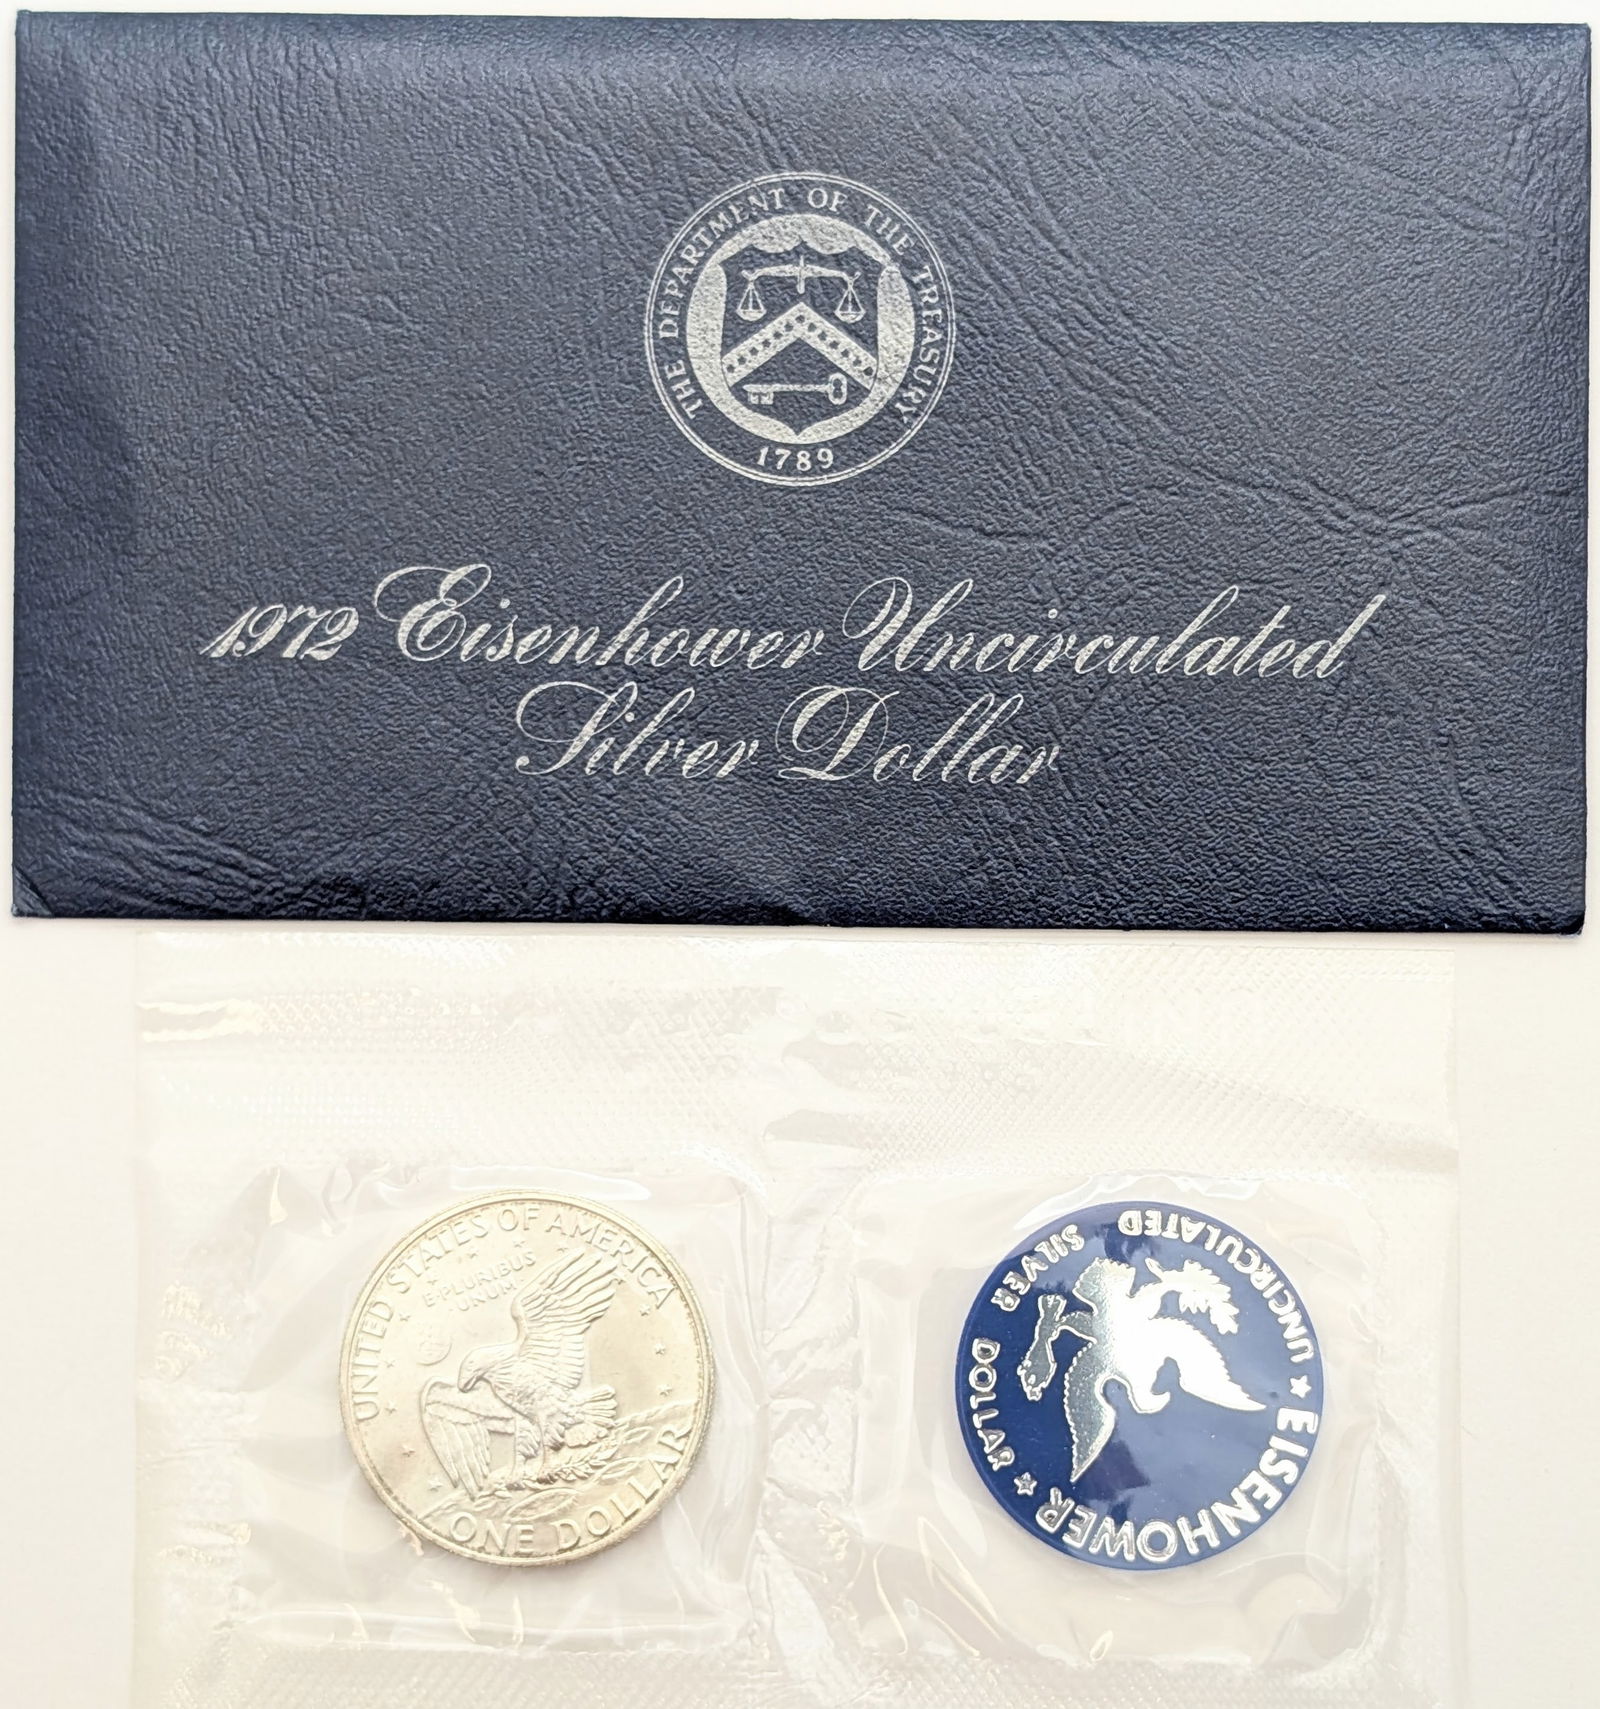 THE DEPARTMENT OF THE TREASURY
1789
1972 Eisenhower Uncirculated
Silver Dollar
UNITED STATES OF AMERICA
E·PLURIBUS
·UNUM·
ONE DOLLAR
EISENHOWER
UNCIRCULATED SILVER DOLLAR